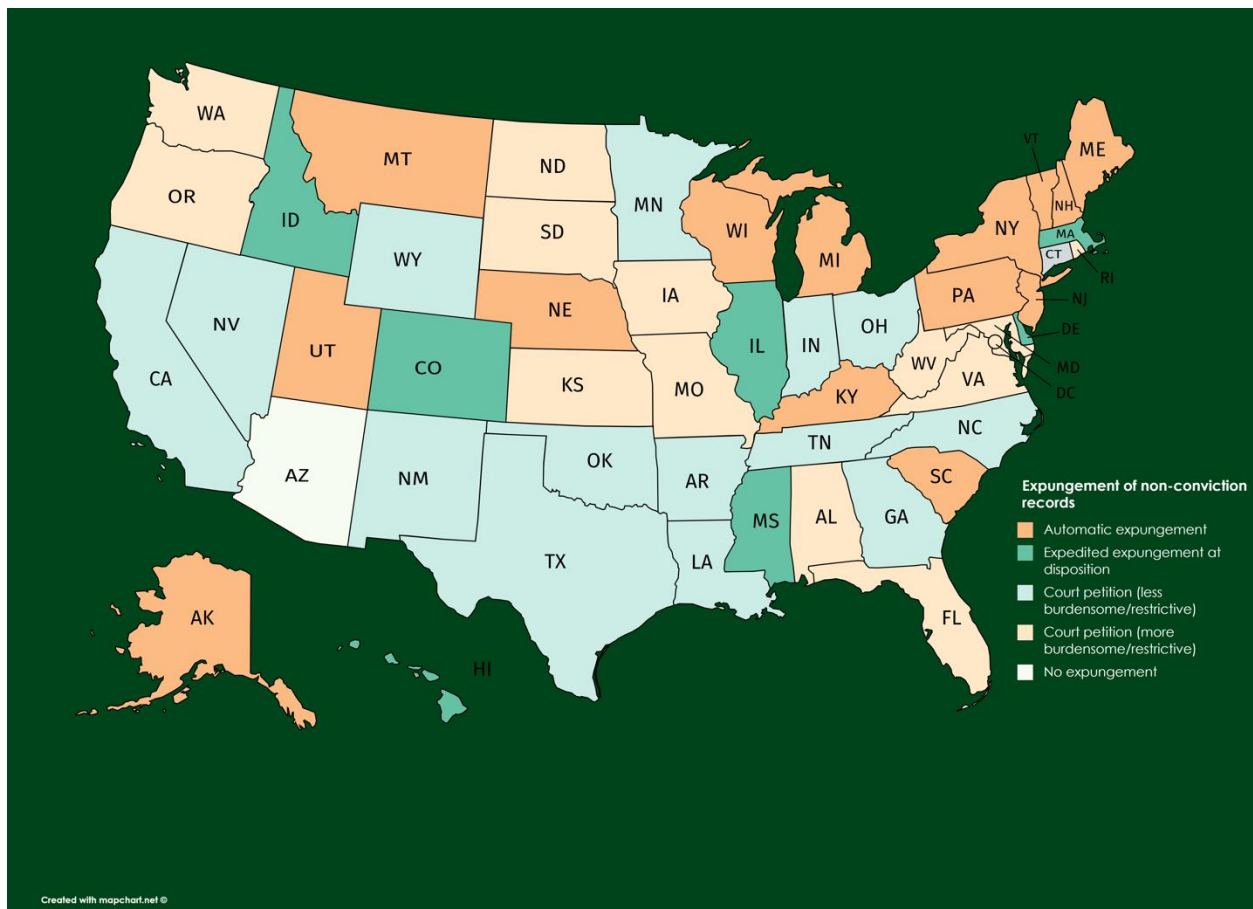 WA
MT
ND
VT
ME
OR
ID
MN
SD
WI
NY
NH
WY
MI
MA
CT
RI
NE
IA
PA
NJ
NV
UT
CO
IL
IN
OH
DE
CA
KS
MO
WV
VA
MD
KY
DC
NC
TN
AZ
NM
OK
AR
SC
MS
AL
GA
TX
LA
FL
AK
HI
Expungement of non-conviction
records
Automatic expungement
Expedited expungement at
disposition
Court petition (less
burdensome/restrictive)
Court petition (more
burdensome/restrictive)
No expungement
Created with mapchart.net ©